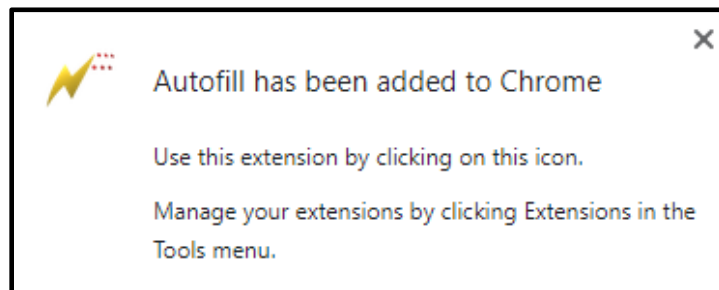 Autofill has been added to Chrome
Use this extension by clicking on this icon.
Manage your extensions by clicking Extensions in the
Tools menu.